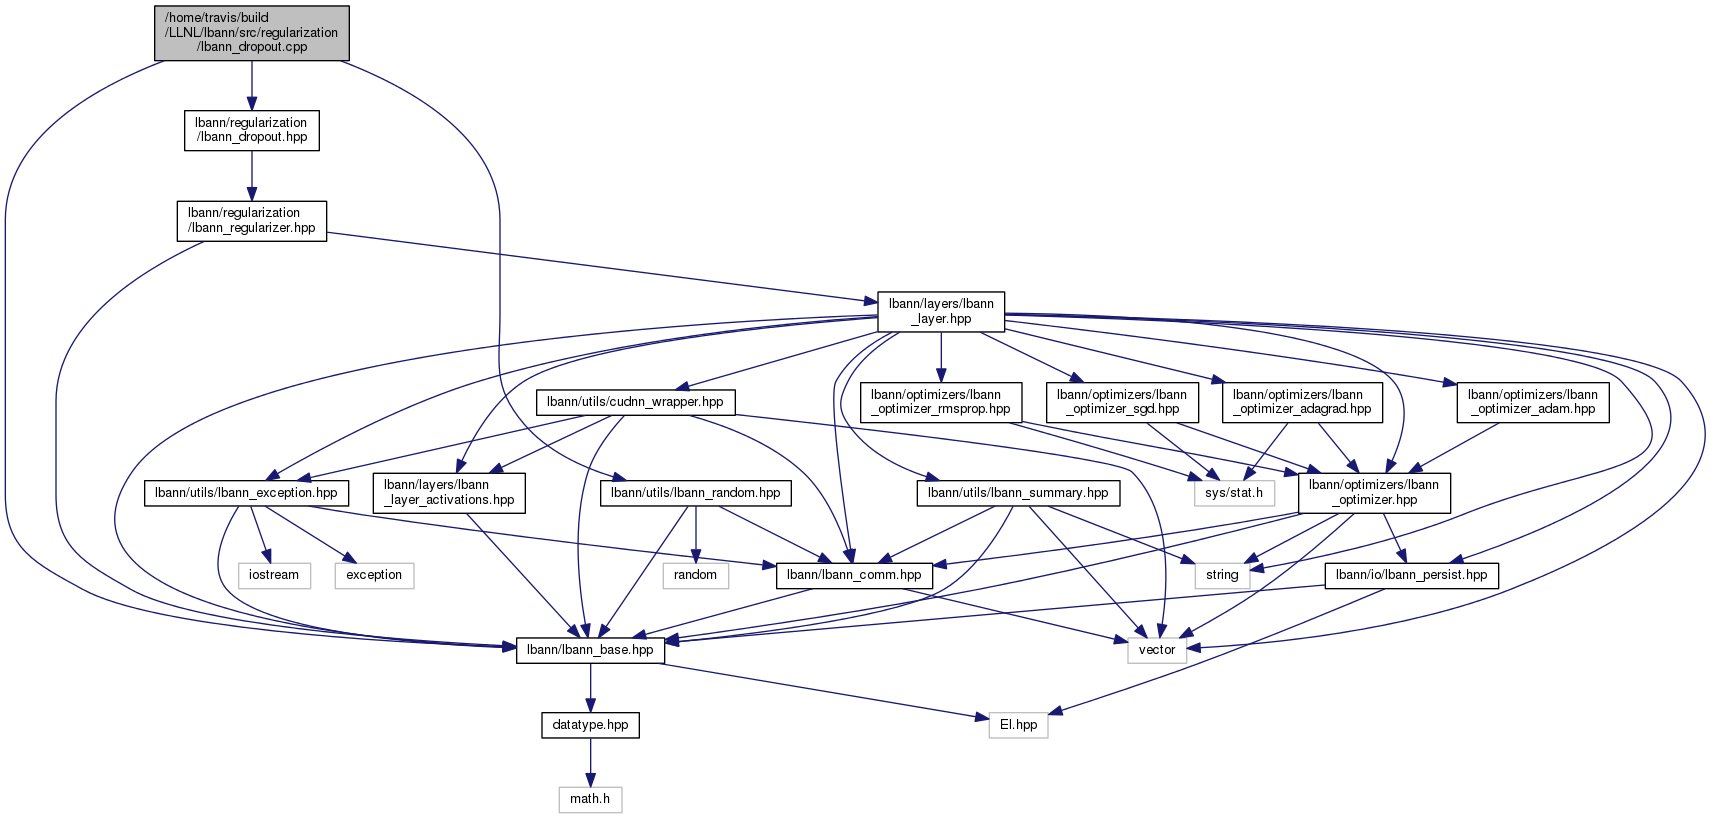 /home/travis/build
/LLNL/lbann/src/regularization
/lbann_dropout.cpp
lbann/regularization
/lbann_dropout.hpp
lbann/regularization
/lbann_regularizer.hpp
lbann/layers/lbann
_layer.hpp
lbann/utils/cudnn_wrapper.hpp
lbann/optimizers/lbann
_optimizer_rmsprop.hpp
lbann/optimizers/lbann
_optimizer_sgd.hpp
lbann/optimizers/lbann
_optimizer_adagrad.hpp
lbann/optimizers/lbann
_optimizer_adam.hpp
lbann/utils/lbann_exception.hpp
lbann/layers/lbann
_layer_activations.hpp
lbann/utils/lbann_random.hpp
lbann/utils/lbann_summary.hpp
sys/stat.h
lbann/optimizers/lbann
_optimizer.hpp
iostream
exception
random
lbann/lbann_comm.hpp
string
lbann/io/lbann_persist.hpp
lbann/lbann_base.hpp
vector
datatype.hpp
El.hpp
math.h